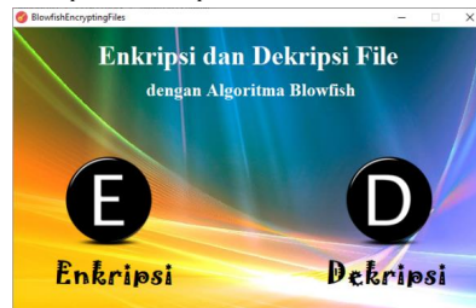 BlowfishEncryptingFiles
Enkripsi dan Dekripsi File
dengan Algoritma Blowfish
E D
Enkripsi Dekripsi